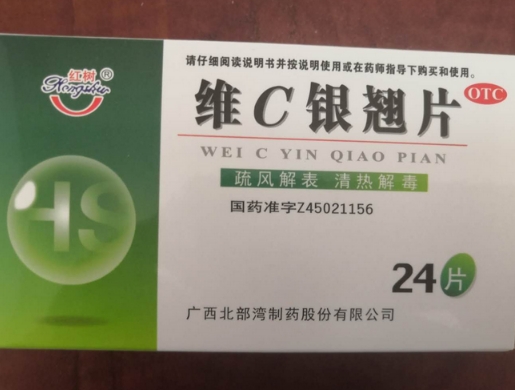 请仔细阅读说明书并按说明使用或在药师指导下购买和使用。
红树®
Hongshu
维C银翘片
OTC
WEI C YIN QIAO PIAN
疏风解表 清热解毒
国药准字Z45021156
HS
24片
广西北部湾制药股份有限公司